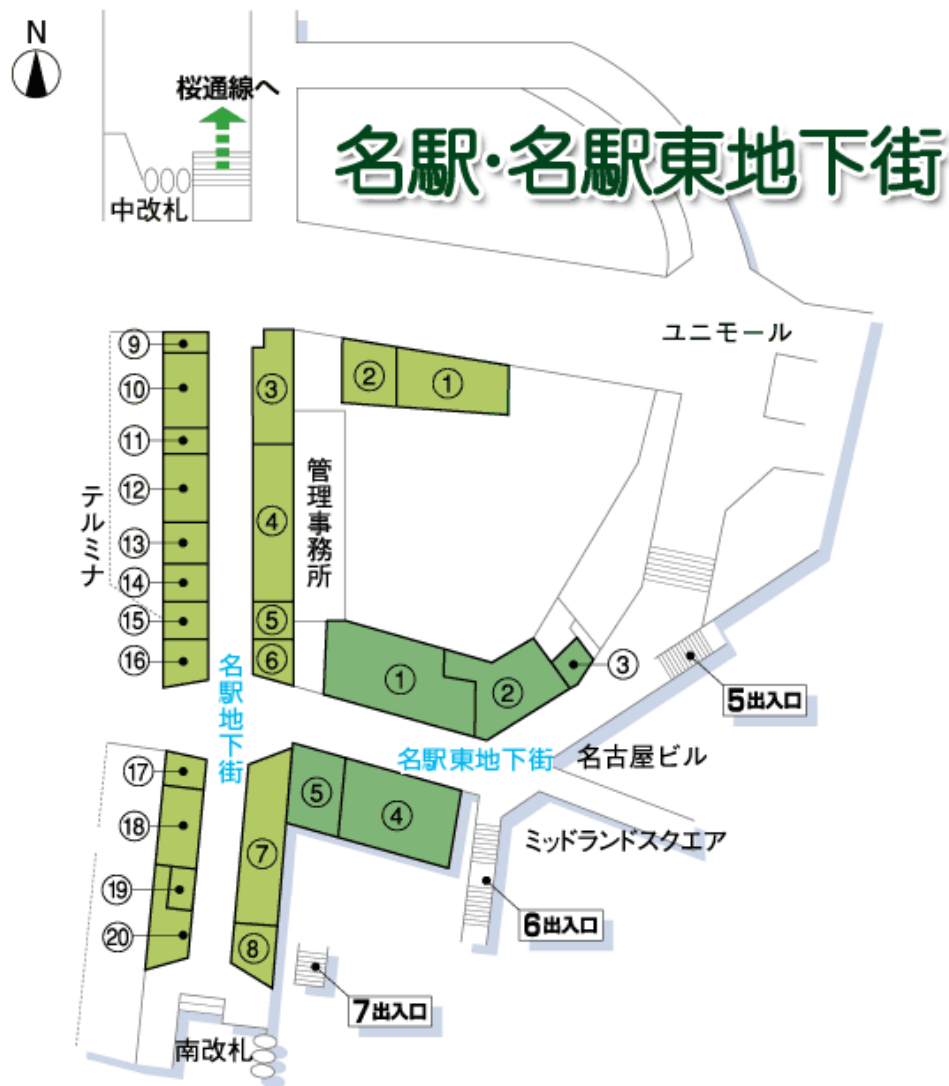 N
桜通線へ
名駅・名駅東地下街
中改札
ユニモール
⑨
③
②
①
⑩
⑪
⑫
④
管理事務所
テルミナ
⑬
⑭
⑮
⑤
⑯
⑥
①
②
③
5出入口
名駅地下街
名駅東地下街
名古屋ビル
⑰
⑤
④
⑱
⑦
ミッドランドスクエア
⑲
6出入口
⑳
⑧
7出入口
南改札